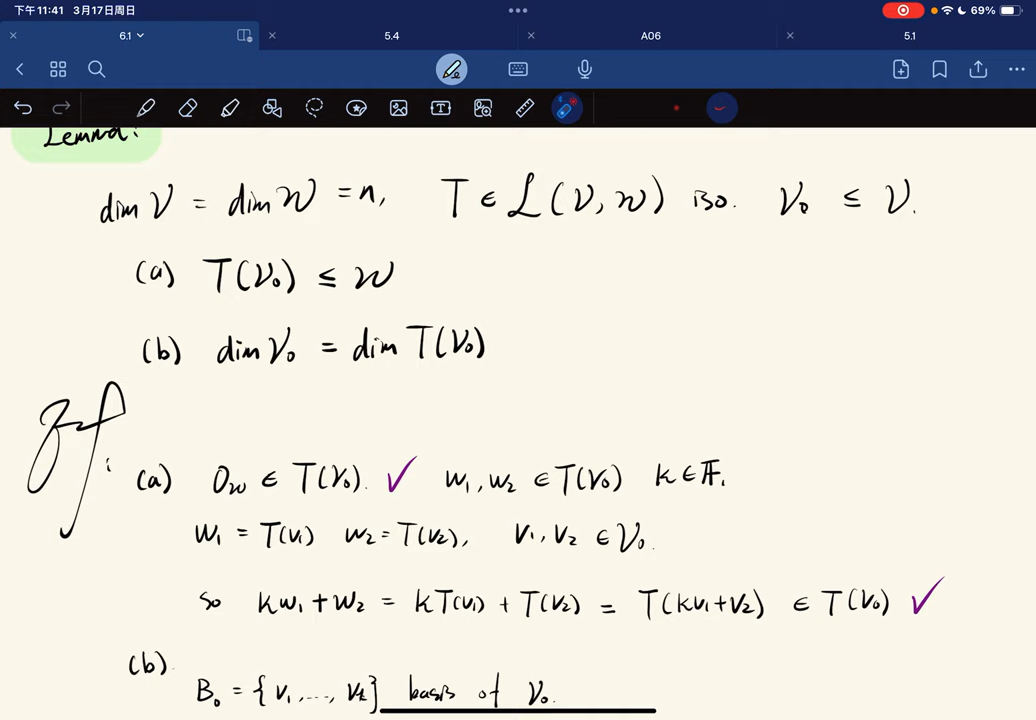 下午11:41 3月17日周日 69%
6.1 5.4 A06 5.1
Lemma:
dim V = dim W = n, T ∈ L(V, W) iso. V₀ ≤ V.
(a) T(V₀) ≤ W
(b) dim V₀ = dim T(V₀)
pf:
(a) 0_W ∈ T(V₀). ✓ w₁, w₂ ∈ T(V₀) k ∈ 𝔽,
w₁ = T(v₁) w₂ = T(v₂), v₁, v₂ ∈ V₀.
so kw₁ + w₂ = kT(v₁) + T(v₂) = T(kv₁+v₂) ∈ T(V₀) ✓
(b).
B₀ = {v₁, ..., vₖ} basis of V₀.